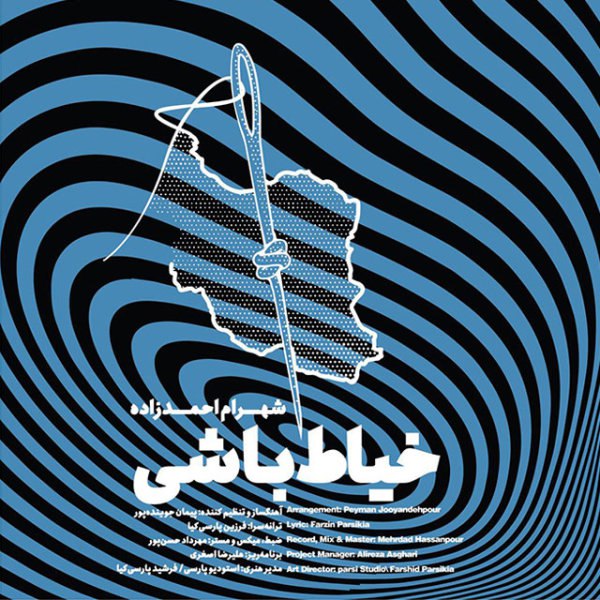 شهرام احمدزاده
خیاط باشی
آهنگساز و تنظیم کننده: پیمان جوینده‌پور Arrangement: Peyman Jooyandehpour
ترانه‌سرا: فرزین پارسی‌کیا Lyric: Farzin Parsikia
ضبط، میکس و مستر: مهرداد حسن‌پور Record, Mix & Master: Mehrdad Hassanpour
برنامه‌ریز: علیرضا اصغری Project Manager: Alireza Asghari
مدیر هنری: استودیو پارسی / فرشید پارسی‌کیا Art Director: parsi Studio\ Farshid Parsikia